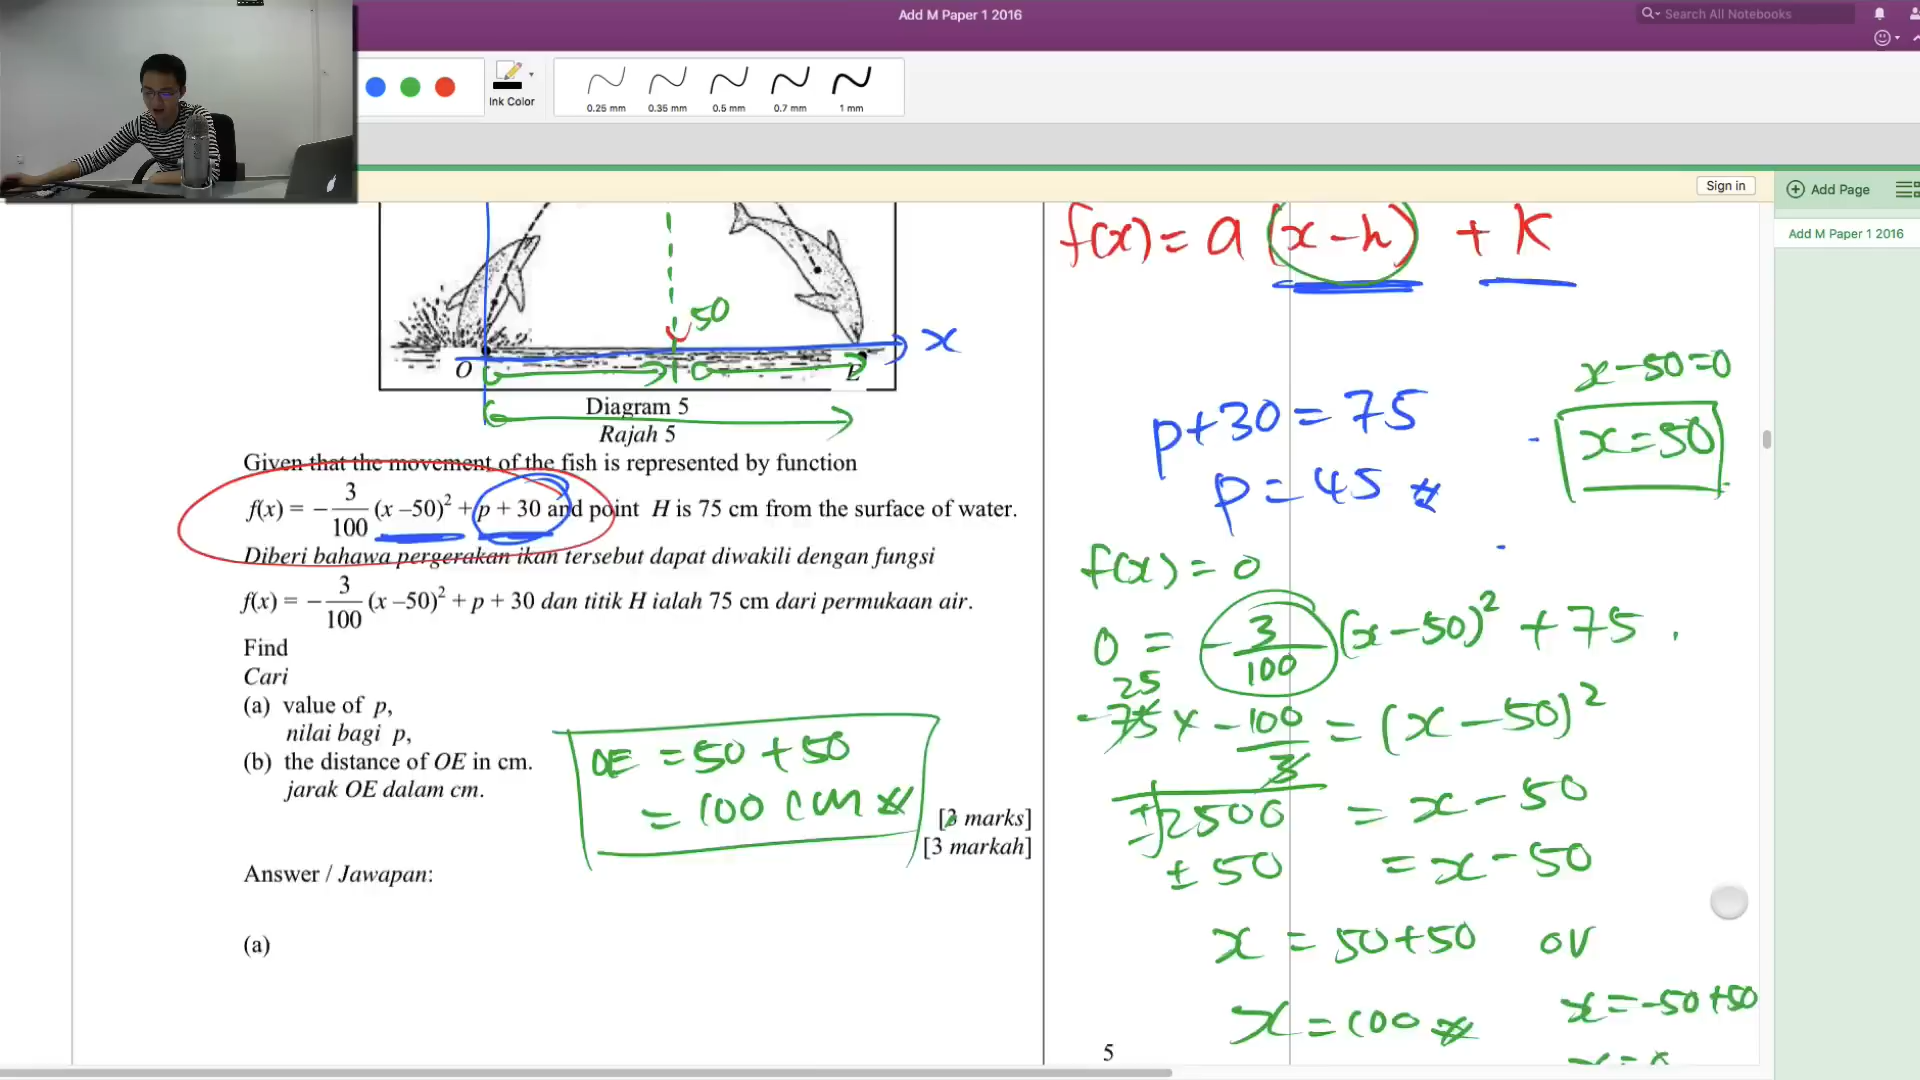 Add M Paper 1 2016
Search All Notebooks
Ink Color
0.25 mm
0.35 mm
0.5 mm
0.7 mm
1 mm
Sign in
Add Page
Add M Paper 1 2016
50
x
O
E
Diagram 5
Rajah 5
Given that the movement of the fish is represented by function
f(x) = −3/100 (x –50)² + p + 30 and point H is 75 cm from the surface of water.
Diberi bahawa pergerakan ikan tersebut dapat diwakili dengan fungsi
f(x) = −3/100 (x –50)² + p + 30 dan titik H ialah 75 cm dari permukaan air.
Find
Cari
(a) value of p,
nilai bagi p,
(b) the distance of OE in cm.
jarak OE dalam cm.
OE = 50 + 50
= 100 cm
[3 marks]
[3 markah]
Answer / Jawapan:
(a)
f(x) = a (x − h) + k
p + 30 = 75
p = 45
x − 50 = 0
x = 50
f(x) = 0
0 = −3/100 (x − 50)² + 75
25
−75 x −100/3 = (x − 50)²
±√2500 = x − 50
± 50 = x − 50
x = 50 + 50 or
x = −50 + 50
x = 100
5